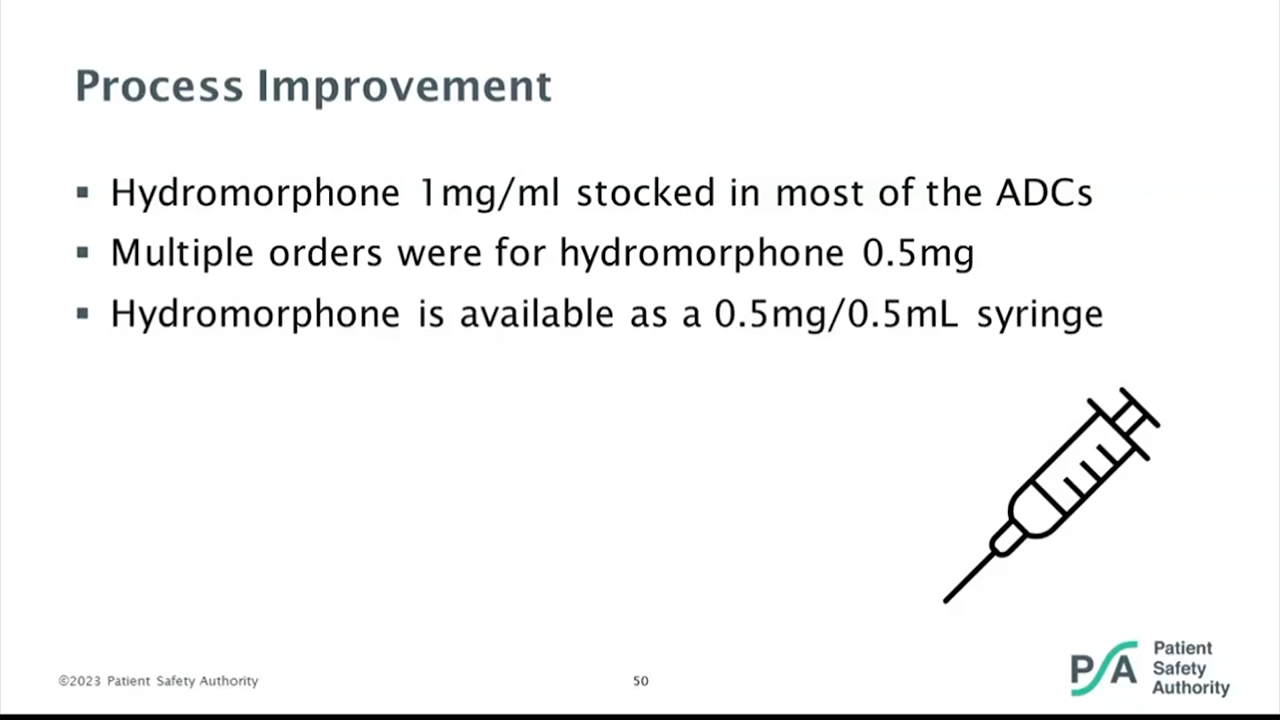 Process Improvement
▪ Hydromorphone 1mg/ml stocked in most of the ADCs
▪ Multiple orders were for hydromorphone 0.5mg
▪ Hydromorphone is available as a 0.5mg/0.5mL syringe
©2023 Patient Safety Authority
50
PSA
Patient
Safety
Authority